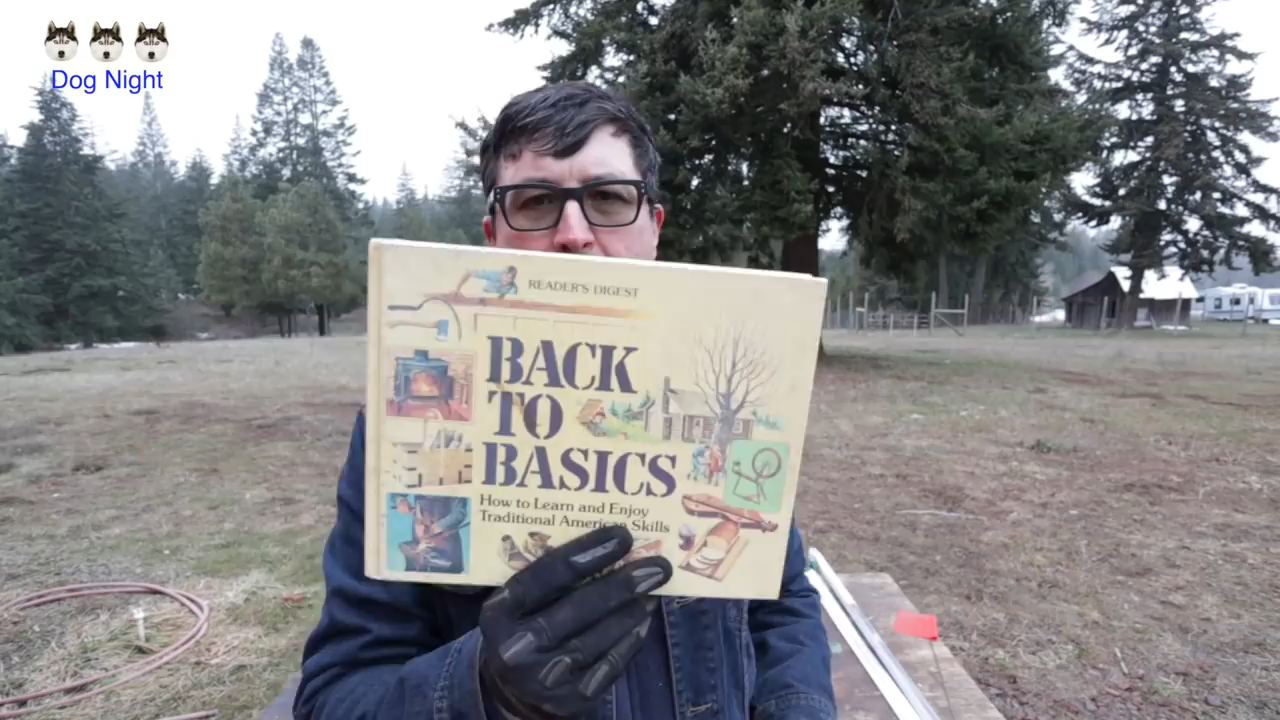 Dog Night
READER'S DIGEST
BACK
TO
BASICS
How to Learn and Enjoy
Traditional American Skills